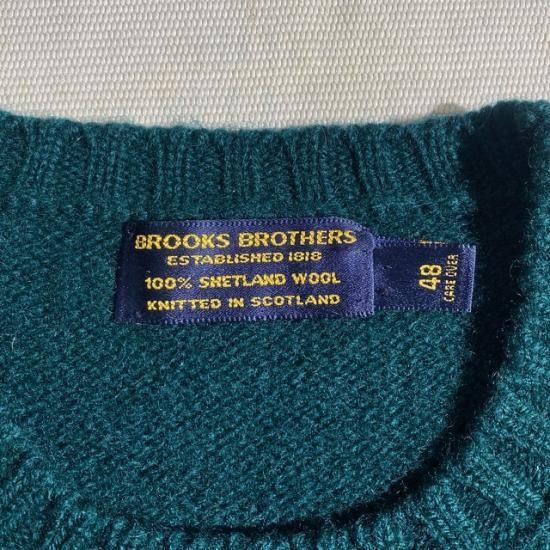 BROOKS BROTHERS
ESTABLISHED 1818
100% SHETLAND WOOL
KNITTED IN SCOTLAND
48
CARE OVER